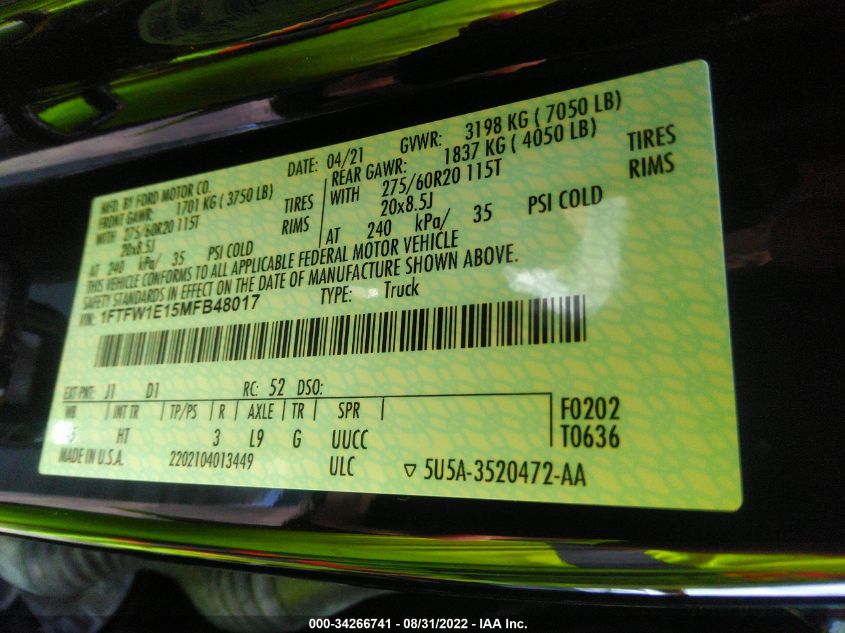 MFD. BY FORD MOTOR CO. DATE: 04/21 GVWR: 3198 KG ( 7050 LB)
FRONT GAWR: 1701 KG ( 3750 LB) REAR GAWR: 1837 KG ( 4050 LB)
WITH 275/60R20 115T TIRES WITH 275/60R20 115T TIRES
20x8.5J RIMS 20x8.5J RIMS
AT 240 kPa/ 35 PSI COLD AT 240 kPa/ 35 PSI COLD
THIS VEHICLE CONFORMS TO ALL APPLICABLE FEDERAL MOTOR VEHICLE
SAFETY STANDARDS IN EFFECT ON THE DATE OF MANUFACTURE SHOWN ABOVE.
VIN: 1FTFW1E15MFB48017 TYPE: Truck
EXT PNT: J1 D1 RC: 52 DSO:
WB INT TR TP/PS R AXLE TR SPR F0202
5 HT 3 L9 G UUCC T0636
MADE IN U.S.A. 2202104013449 ULC ▽ 5U5A-3520472-AA
000-34266741 - 08/31/2022 - IAA Inc.